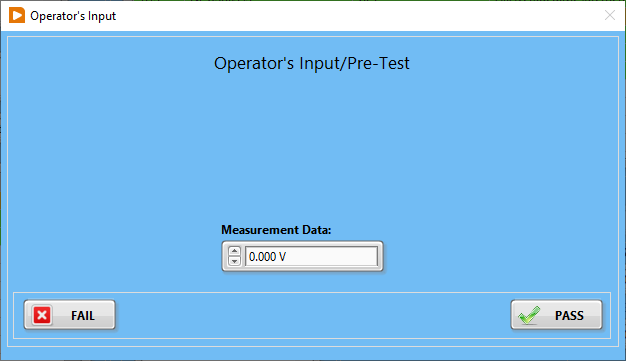 Operator's Input
Operator's Input/Pre-Test
Measurement Data:
0.000 V
FAIL
PASS